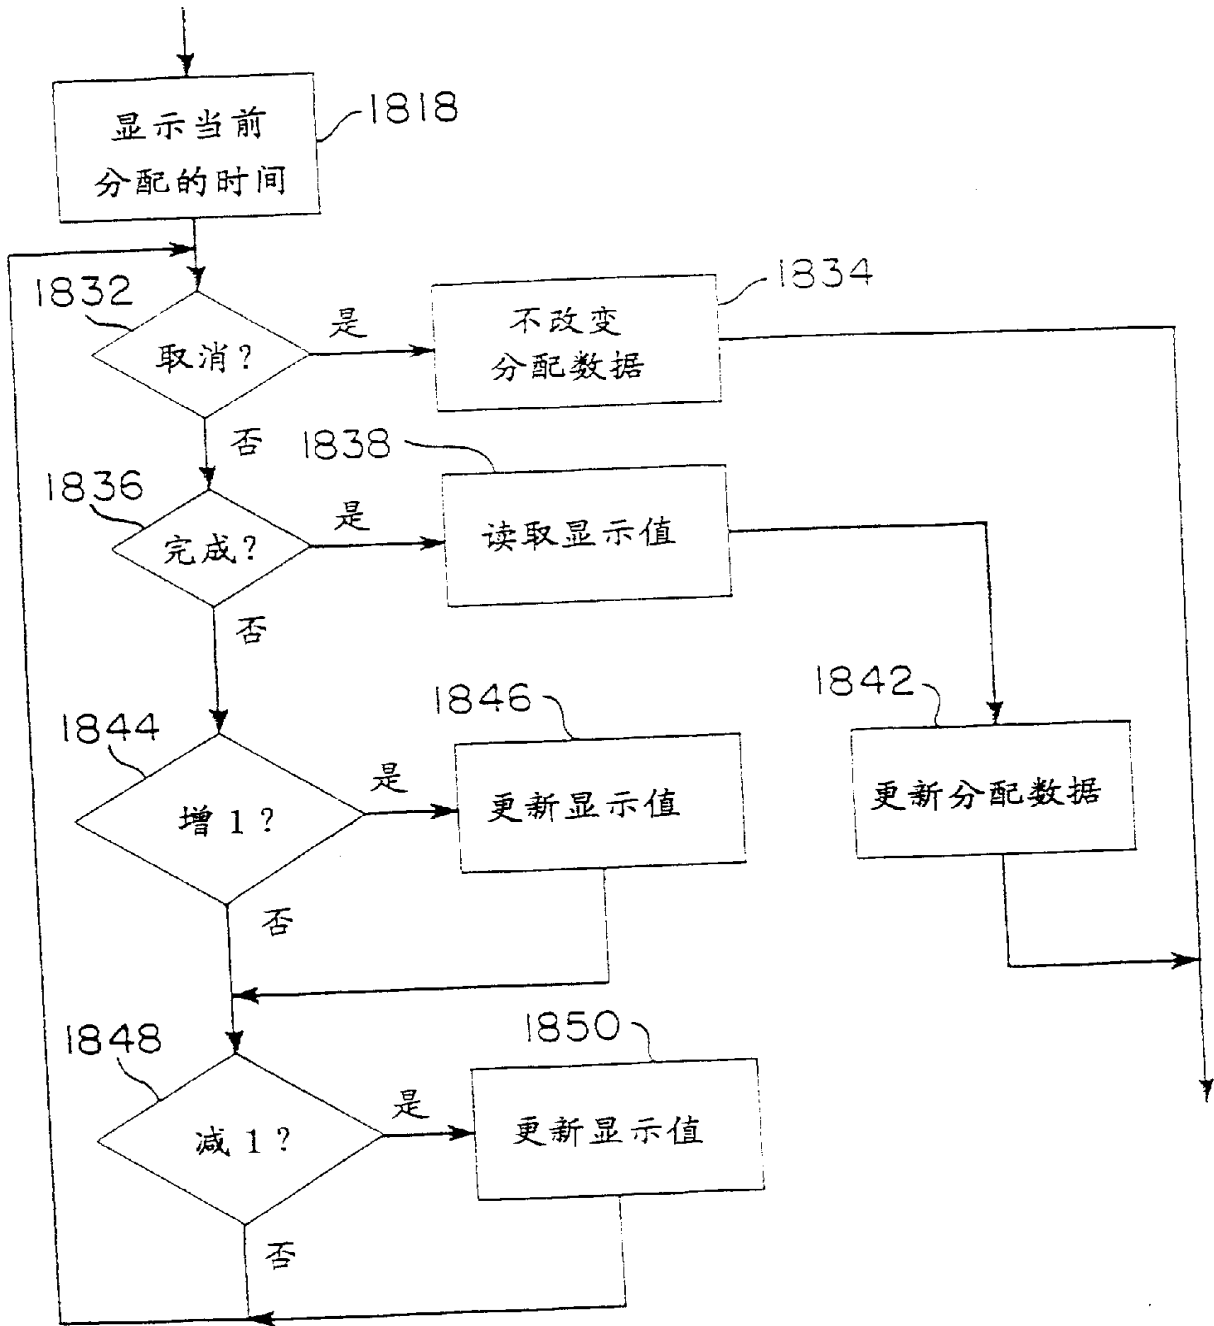 显示当前
分配的时间
1818
1832
取消?
是
不改变
分配数据
1834
否
1836
完成?
是
1838
读取显示值
否
1842
更新分配数据
1844
增1?
是
1846
更新显示值
否
1848
减1?
是
1850
更新显示值
否